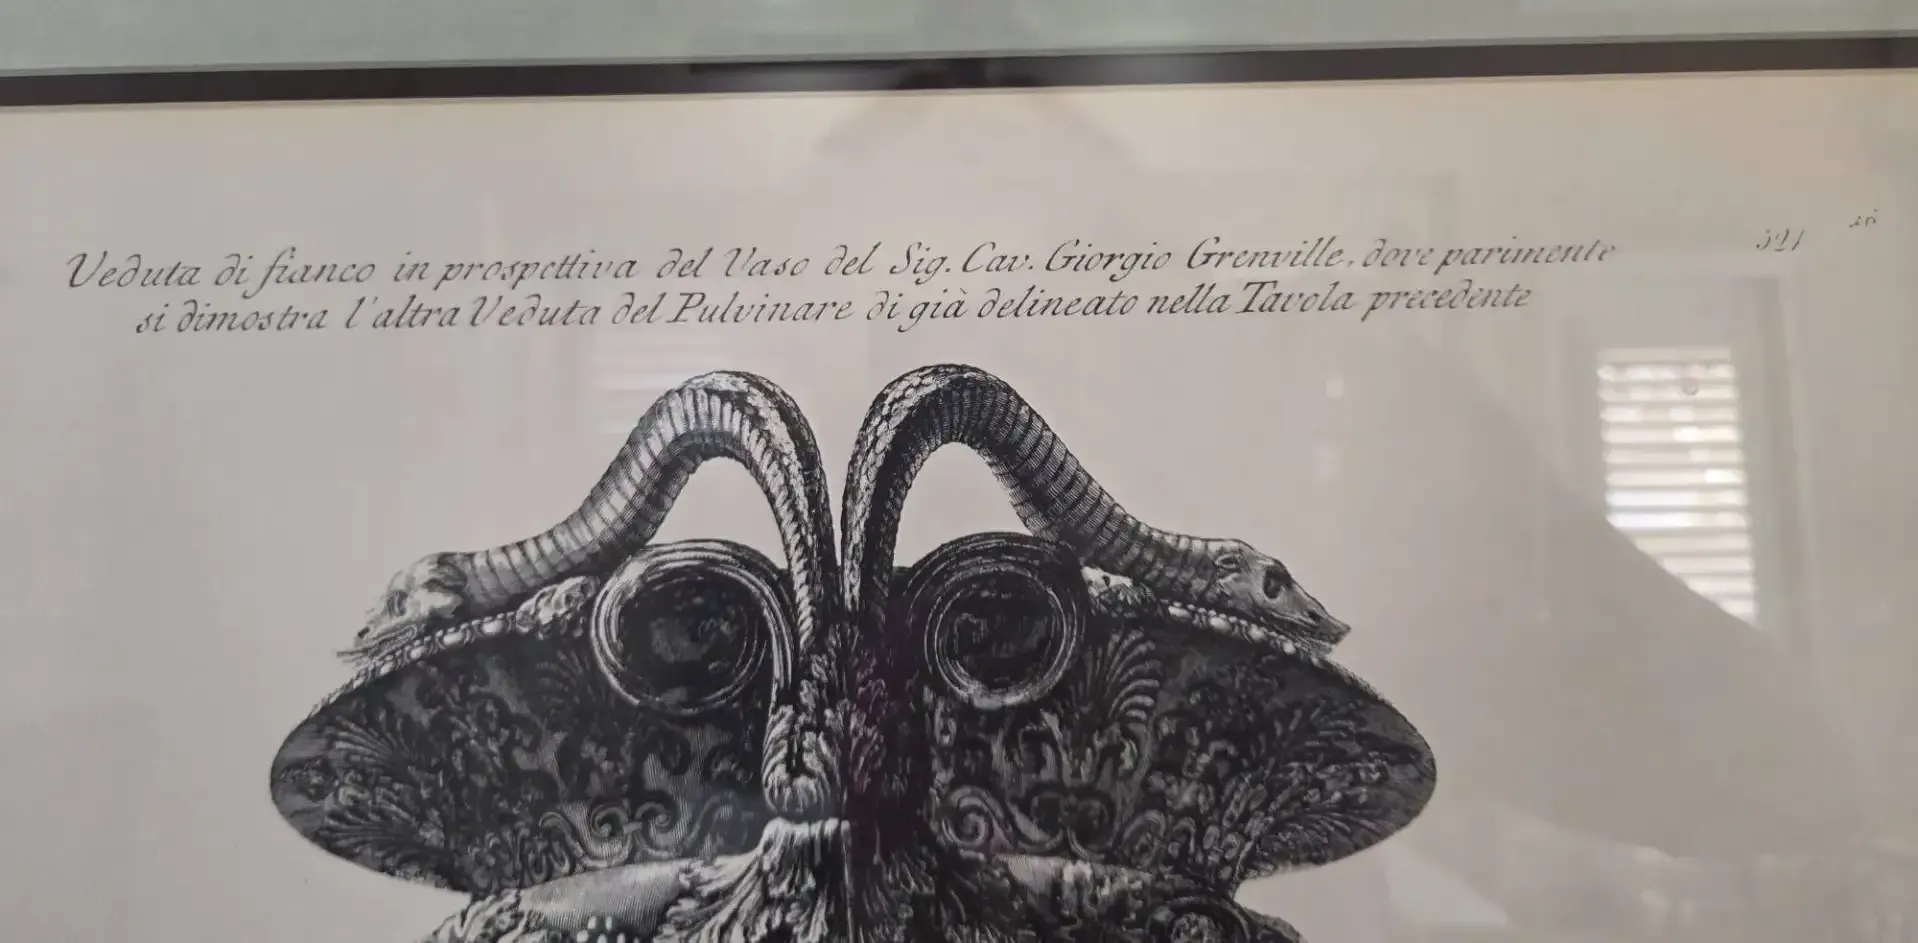 Veduta di fianco in prospettiva del Vaso del Sig. Cav. Giorgio Grenville, dove parimente
si dimostra l'altra Veduta del Pulvinare di già delineato nella Tavola precedente
521